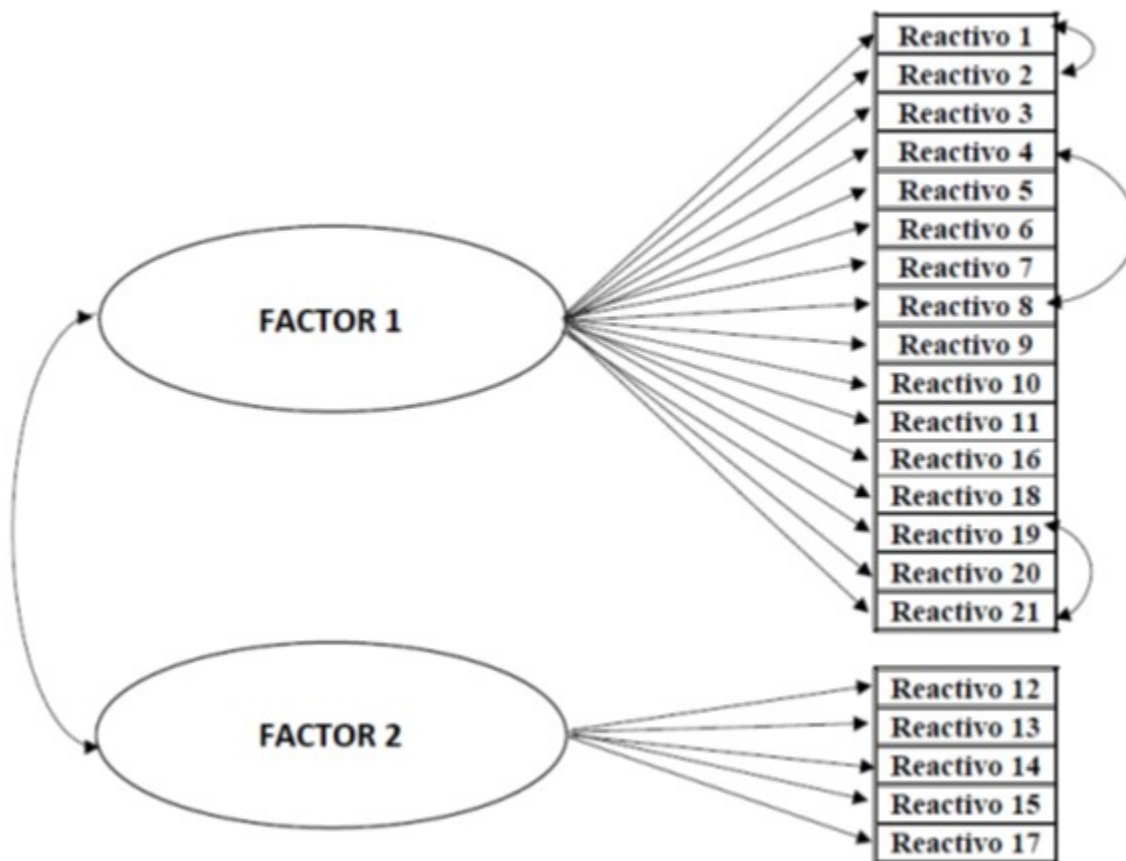 Reactivo 1
Reactivo 2
Reactivo 3
Reactivo 4
Reactivo 5
Reactivo 6
Reactivo 7
Reactivo 8
Reactivo 9
Reactivo 10
Reactivo 11
Reactivo 16
Reactivo 18
Reactivo 19
Reactivo 20
Reactivo 21
FACTOR 1
Reactivo 12
Reactivo 13
Reactivo 14
Reactivo 15
Reactivo 17
FACTOR 2